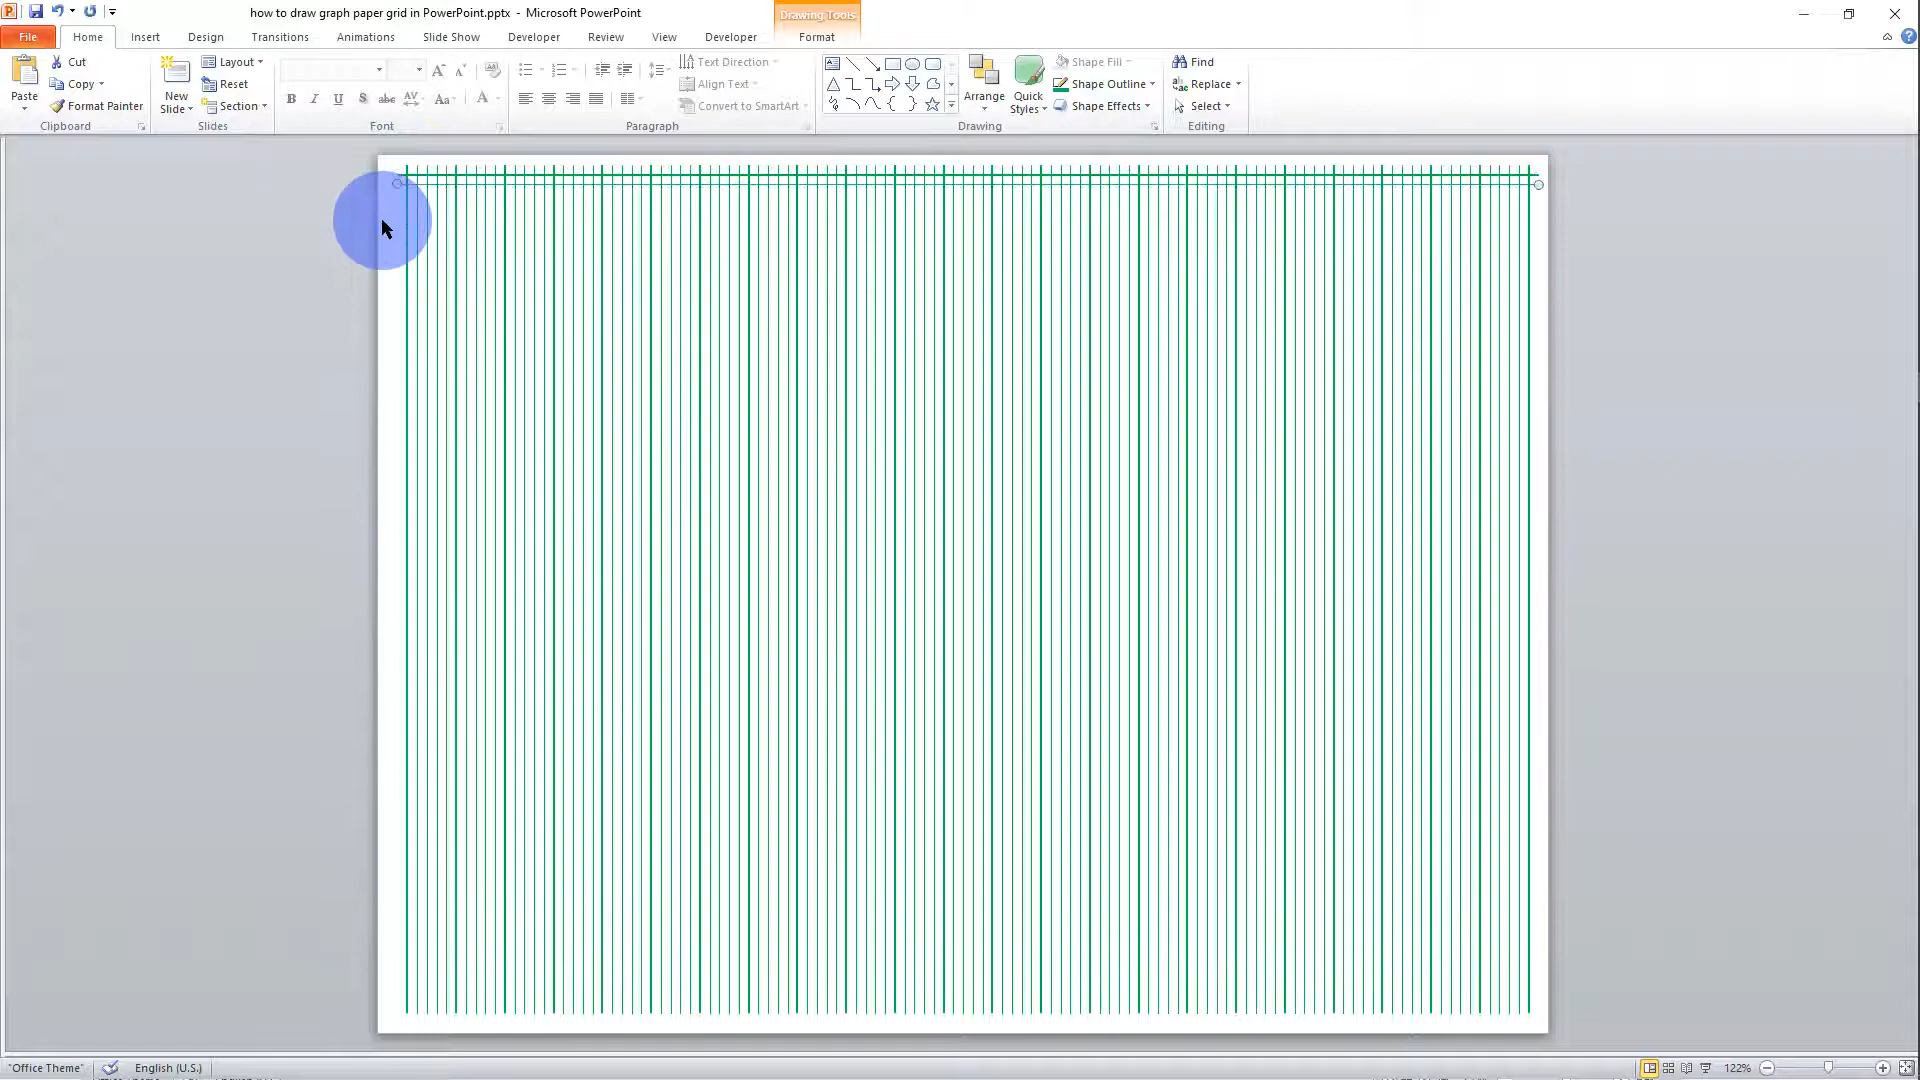 how to draw graph paper grid in PowerPoint.pptx - Microsoft PowerPoint
Drawing Tools
File Home Insert Design Transitions Animations Slide Show Developer Review View Developer Format
Paste
Cut
Copy
Format Painter
Clipboard
New
Slide
Layout
Reset
Section
Slides
B I U S abc AV Aa A
Font
Text Direction
Align Text
Convert to SmartArt
Paragraph
Arrange
Quick
Styles
Shape Fill
Shape Outline
Shape Effects
Drawing
Find
Replace
Select
Editing
"Office Theme" English (U.S.) 122%